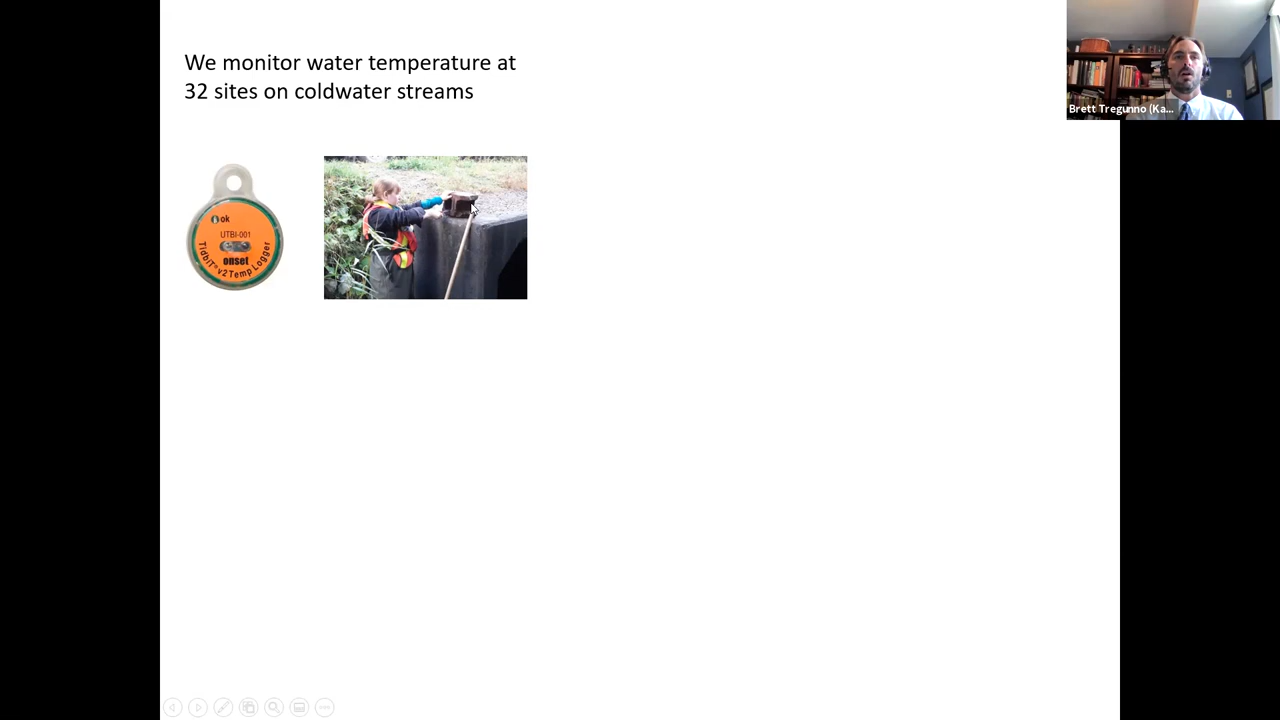 We monitor water temperature at
32 sites on coldwater streams
Brett Tregunno (Ka...
ok
UTBI-001
onset
TidbiT® v2 Temp Logger